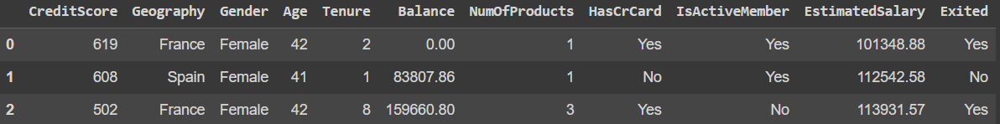 CreditScore Geography Gender Age Tenure Balance NumOfProducts HasCrCard IsActiveMember EstimatedSalary Exited
0 619 France Female 42 2 0.00 1 Yes Yes 101348.88 Yes
1 608 Spain Female 41 1 83807.86 1 No Yes 112542.58 No
2 502 France Female 42 8 159660.80 3 Yes No 113931.57 Yes